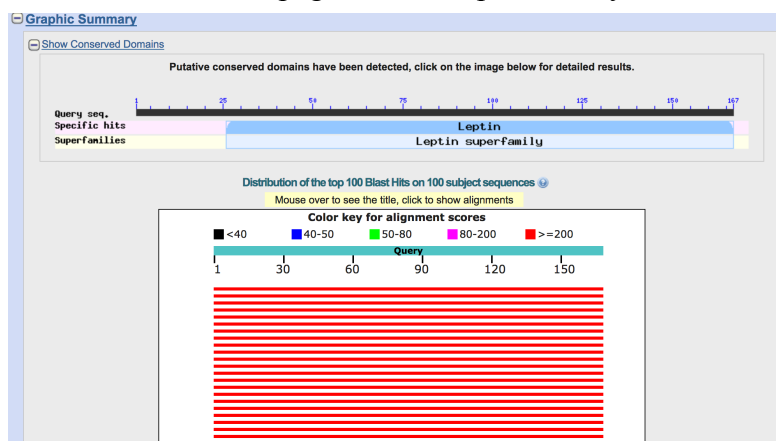 Graphic Summary
Show Conserved Domains
Putative conserved domains have been detected, click on the image below for detailed results.
1 25 50 75 100 125 150 167
Query seq.
Specific hits Leptin
Superfamilies Leptin superfamily
Distribution of the top 100 Blast Hits on 100 subject sequences
Mouse over to see the title, click to show alignments
Color key for alignment scores
<40 40-50 50-80 80-200 >=200
Query
1 30 60 90 120 150